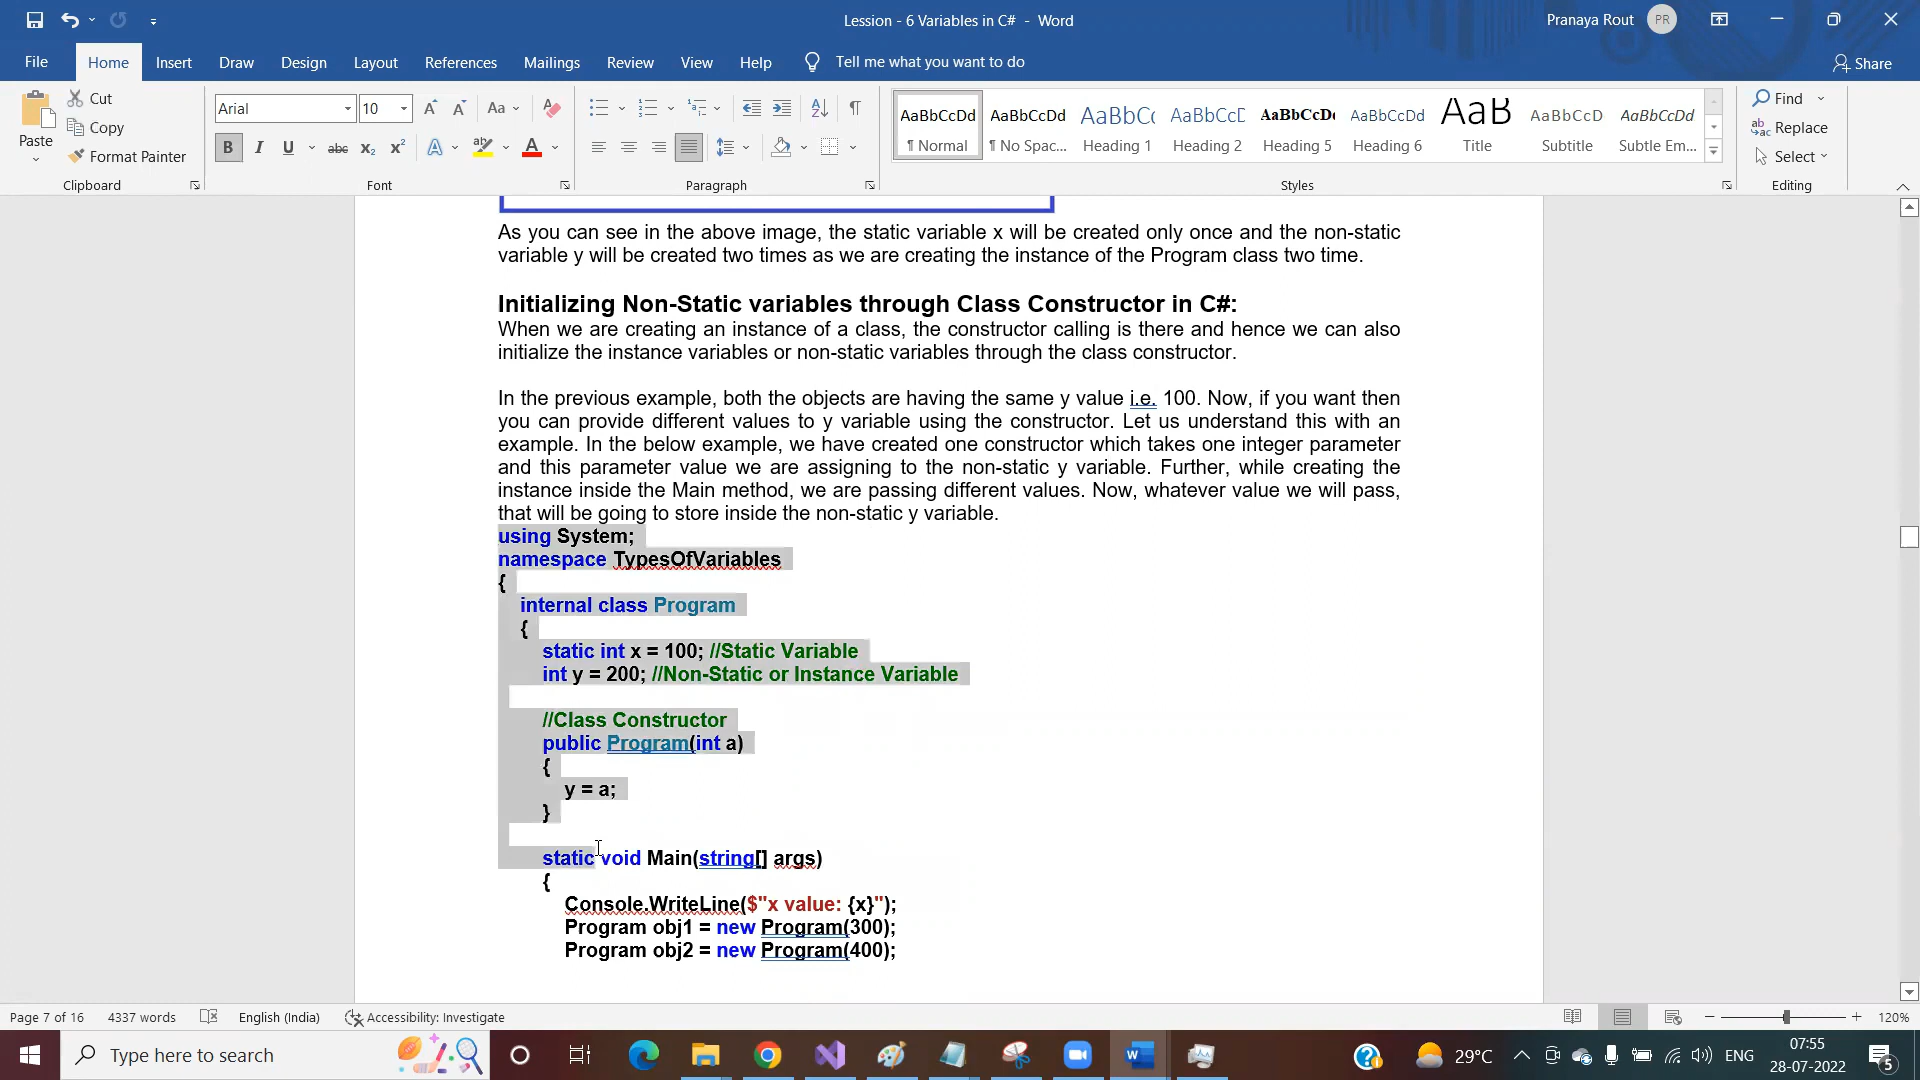 Lession - 6 Variables in C# - Word
Pranaya Rout PR
File Home Insert Draw Design Layout References Mailings Review View Help Tell me what you want to do Share
Paste
Cut
Copy
Format Painter
Clipboard
Arial 10
Font
Paragraph
AaBbCcDd AaBbCcDd AaBbC AaBbCcD AaBbCcD AaBbCcDd AaB AaBbCcD AaBbCcDd
¶ Normal ¶ No Spac... Heading 1 Heading 2 Heading 5 Heading 6 Title Subtitle Subtle Em...
Styles
Find
Replace
Select
Editing
As you can see in the above image, the static variable x will be created only once and the non-static
variable y will be created two times as we are creating the instance of the Program class two time.
Initializing Non-Static variables through Class Constructor in C#:
When we are creating an instance of a class, the constructor calling is there and hence we can also
initialize the instance variables or non-static variables through the class constructor.
In the previous example, both the objects are having the same y value i.e. 100. Now, if you want then
you can provide different values to y variable using the constructor. Let us understand this with an
example. In the below example, we have created one constructor which takes one integer parameter
and this parameter value we are assigning to the non-static y variable. Further, while creating the
instance inside the Main method, we are passing different values. Now, whatever value we will pass,
that will be going to store inside the non-static y variable.
using System;
namespace TypesOfVariables
{
internal class Program
{
static int x = 100; //Static Variable
int y = 200; //Non-Static or Instance Variable
//Class Constructor
public Program(int a)
{
y = a;
}
static void Main(string[] args)
{
Console.WriteLine($"x value: {x}");
Program obj1 = new Program(300);
Program obj2 = new Program(400);
Page 7 of 16 4337 words English (India) Accessibility: Investigate 120%
Type here to search
29°C ENG
07:55
28-07-2022
5